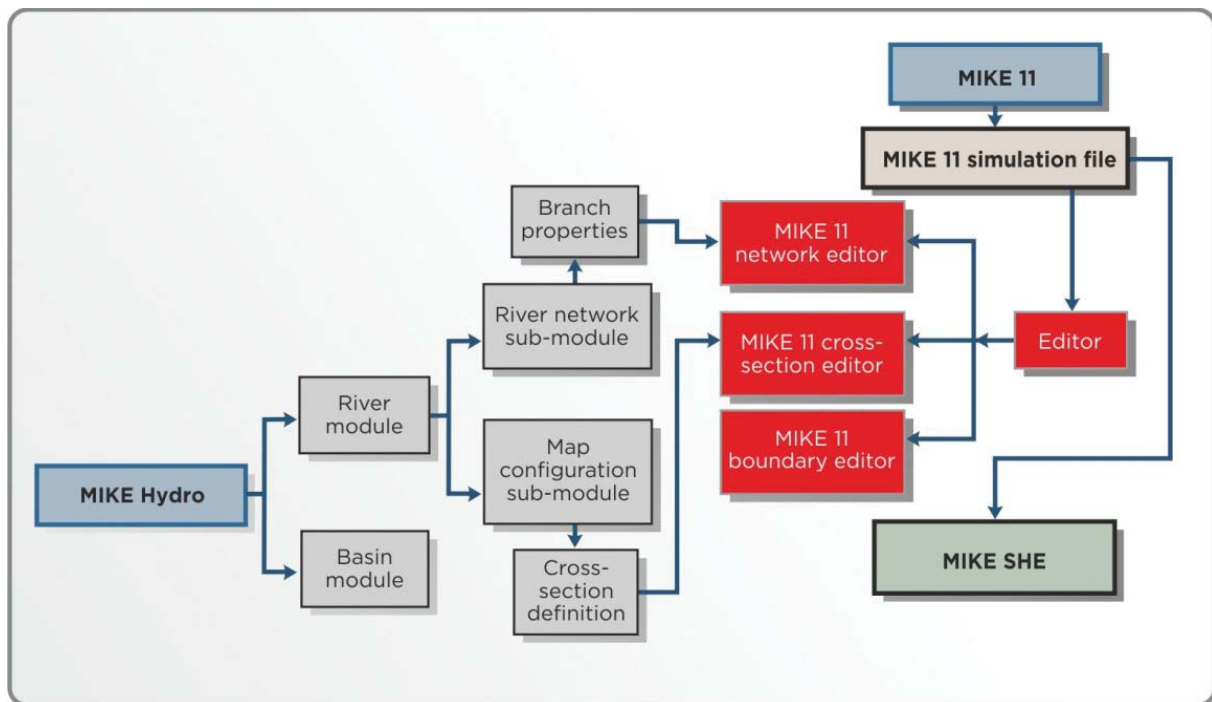 MIKE 11
MIKE 11 simulation file
Branch
properties
MIKE 11
network editor
River network
sub-module
MIKE 11 cross-
section editor
Editor
River
module
Map
configuration
sub-module
MIKE 11
boundary editor
MIKE Hydro
Basin
module
Cross-
section
definition
MIKE SHE